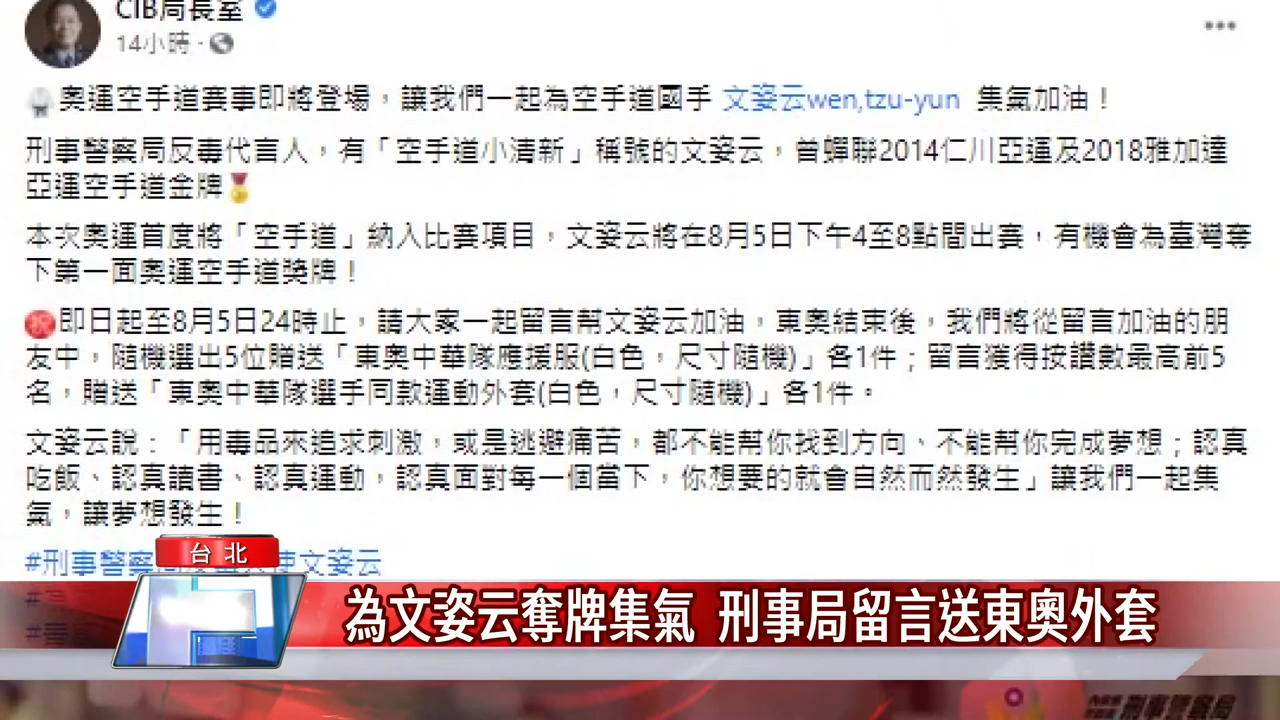 CIB局長室
14小時
奧運空手道賽事即將登場，讓我們一起為空手道國手 文姿云wen,tzu-yun 集氣加油！
刑事警察局反毒代言人，有「空手道小清新」稱號的文姿云，曾蟬聯2014仁川亞運及2018雅加達
亞運空手道金牌
本次奧運首度將「空手道」納入比賽項目，文姿云將在8月5日下午4至8點間出賽，有機會為臺灣奪
下第一面奧運空手道獎牌！
祝即日起至8月5日24時止，請大家一起留言幫文姿云加油，東奧結束後，我們將從留言加油的朋
友中，隨機選出5位贈送「東奧中華隊應援服(白色，尺寸隨機)」各1件；留言獲得按讚數最高前5
名，贈送「東奧中華隊選手同款運動外套(白色，尺寸隨機)」各1件。
文姿云說：「用毒品來追求刺激，或是逃避痛苦，都不能幫你找到方向、不能幫你完成夢想；認真
吃飯、認真讀書、認真運動，認真面對每一個當下，你想要的就會自然而然發生」讓我們一起集
氣，讓夢想發生！
#刑事警察 文姿云
台北
為文姿云奪牌集氣 刑事局留言送東奧外套
刑事警察局